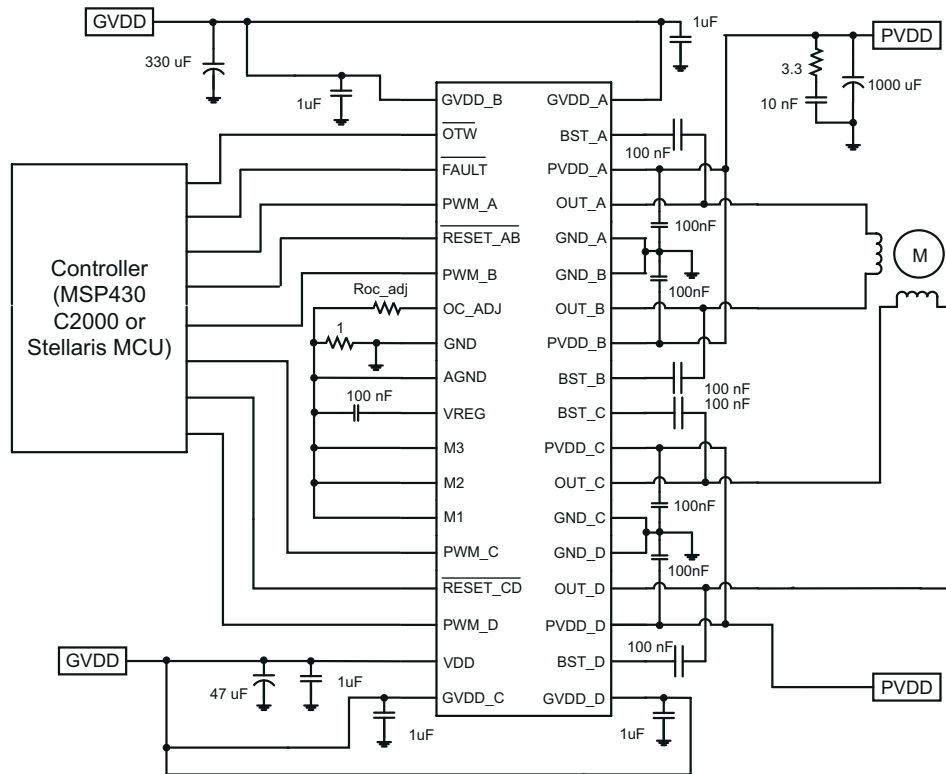 GVDD
1uF
PVDD
330 uF
1uF
3.3
10 nF
1000 uF
GVDD_B
GVDD_A
OTW
BST_A
100 nF
FAULT
PVDD_A
PWM_A
OUT_A
100nF
RESET_AB
GND_A
Controller
(MSP430
C2000 or
Stellaris MCU)
PWM_B
GND_B
100nF
M
Roc_adj
OC_ADJ
OUT_B
1
GND
PVDD_B
AGND
BST_B
100 nF
100 nF
100 nF
VREG
BST_C
M3
PVDD_C
M2
OUT_C
100nF
M1
GND_C
PWM_C
GND_D
100nF
RESET_CD
OUT_D
PWM_D
PVDD_D
100 nF
GVDD
VDD
BST_D
47 uF
1uF
GVDD_C
GVDD_D
PVDD
1uF
1uF